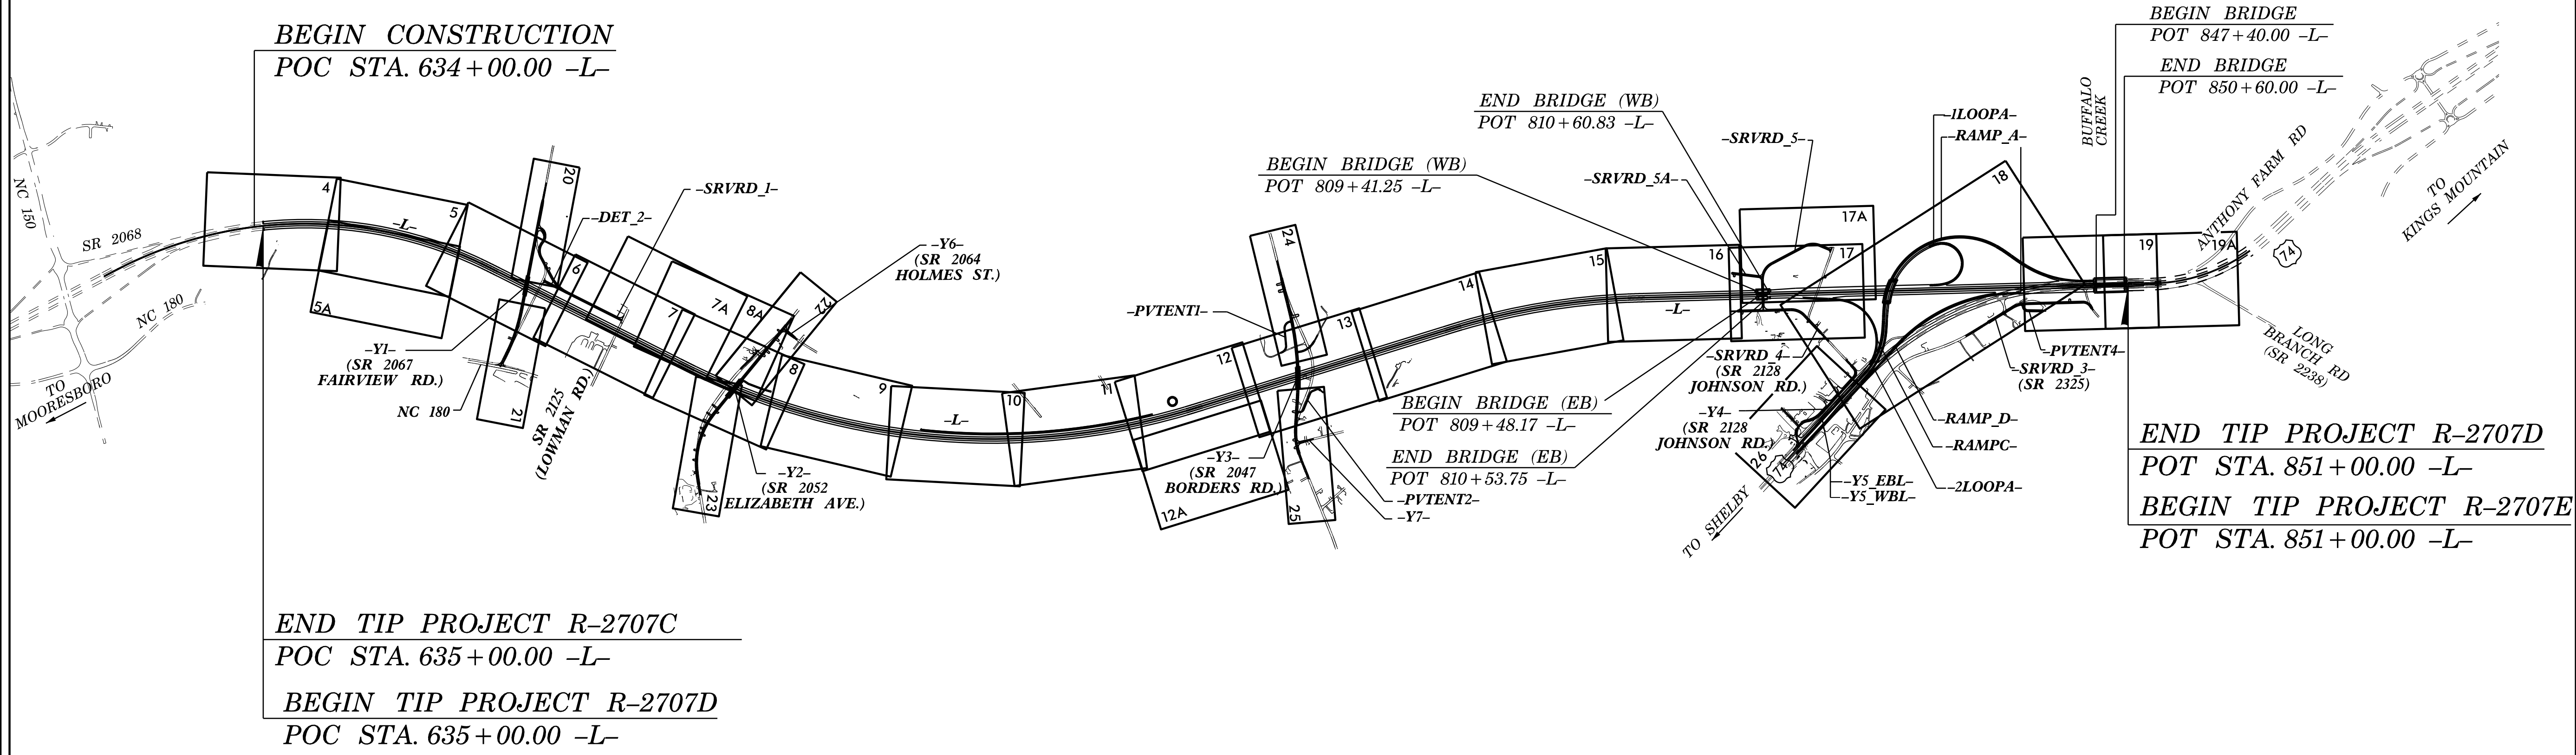 BEGIN CONSTRUCTION
POC STA. 634+00.00 –L–
BEGIN BRIDGE
POT 847+40.00 –L–
END BRIDGE
POT 850+60.00 –L–
END BRIDGE (WB)
POT 810+60.83 –L–
BEGIN BRIDGE (WB)
POT 809+41.25 –L–
–SRVRD_5–
–SRVRD_5A–
–1LOOPA–
–RAMP_A–
BUFFALO
CREEK
ANTHONY FARM RD
TO
KINGS MOUNTAIN
NC 150
SR 2068
NC 180
TO
MOORESBORO
4
–L–
5
5A
20
–DET_2–
–SRVRD_1–
6
7
7A
8A
22
–Y6–
(SR 2064
HOLMES ST.)
–Y1–
(SR 2067
FAIRVIEW RD.)
NC 180
21
SR 2125
(LOWMAN RD.)
8
23
–Y2–
(SR 2052
ELIZABETH AVE.)
9
–L–
10
11
12
12A
24
–PVTENT1–
13
–Y3–
(SR 2047
BORDERS RD.)
25
–PVTENT2–
–Y7–
14
15
16
–L–
17A
17
18
BEGIN BRIDGE (EB)
POT 809+48.17 –L–
END BRIDGE (EB)
POT 810+53.75 –L–
–SRVRD_4–
(SR 2128
JOHNSON RD.)
–Y4–
(SR 2128
JOHNSON RD.)
26
74
TO SHELBY
–Y5_EBL–
–Y5_WBL–
–RAMP_D–
–RAMPC–
–2LOOPA–
–PVTENT4–
–SRVRD_3–
(SR 2325)
19
19A
74
LONG
BRANCH RD
(SR 2238)
END TIP PROJECT R–2707D
POT STA. 851+00.00 –L–
BEGIN TIP PROJECT R–2707E
POT STA. 851+00.00 –L–
END TIP PROJECT R–2707C
POC STA. 635+00.00 –L–
BEGIN TIP PROJECT R–2707D
POC STA. 635+00.00 –L–